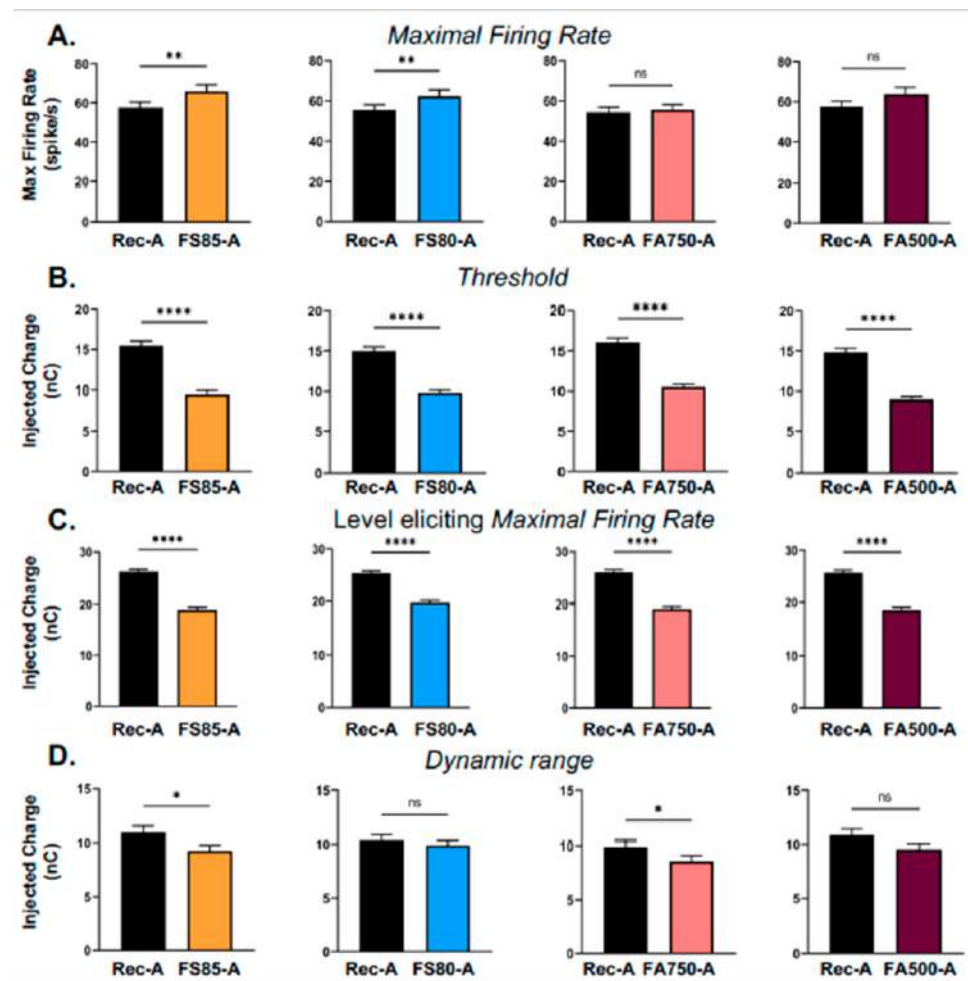 A. Maximal Firing Rate
Max Firing Rate
(spike/s)
** ** ns ns
80 80 80 80
60 60 60 60
40 40 40 40
20 20 20 20
0 0 0 0
Rec-A FS85-A Rec-A FS80-A Rec-A FA750-A Rec-A FA500-A
B. Threshold
Injected Charge
(nC)
**** **** **** ****
20 20 20 20
15 15 15 15
10 10 10 10
5 5 5 5
0 0 0 0
Rec-A FS85-A Rec-A FS80-A Rec-A FA750-A Rec-A FA500-A
C. Level eliciting Maximal Firing Rate
Injected Charge
(nC)
**** **** **** ****
30 30 30 30
20 20 20 20
10 10 10 10
0 0 0 0
Rec-A FS85-A Rec-A FS80-A Rec-A FA750-A Rec-A FA500-A
D. Dynamic range
Injected Charge
(nC)
* ns * ns
15 15 15 15
10 10 10 10
5 5 5 5
0 0 0 0
Rec-A FS85-A Rec-A FS80-A Rec-A FA750-A Rec-A FA500-A